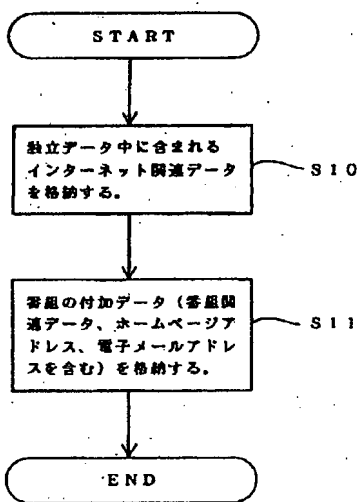 START
独立データ中に含まれる
インターネット関連データ
を格納する。
S10
番組の付加データ（番組関
連データ、ホームページア
ドレス、電子メールアドレ
スを含む）を格納する。
S11
END